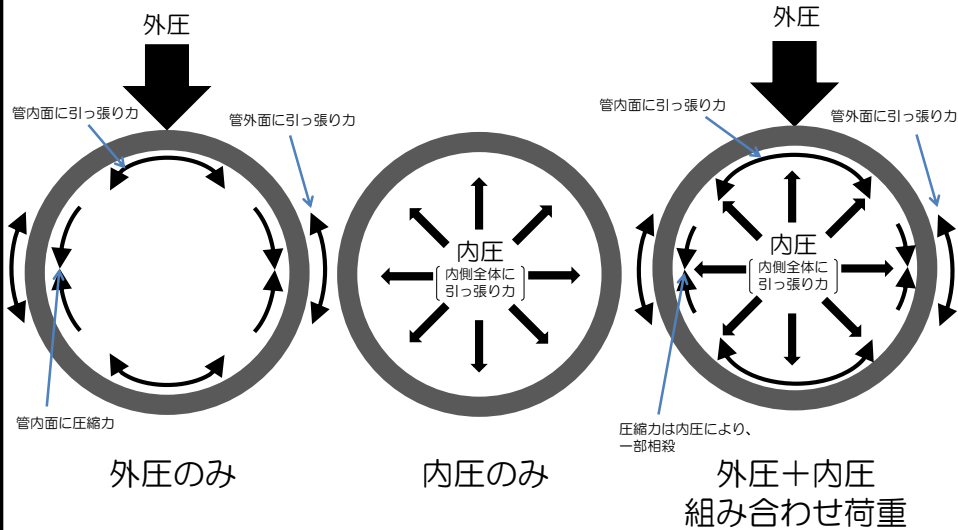 外圧
管内面に引っ張り力
管外面に引っ張り力
管内面に圧縮力
外圧のみ
内圧
内側全体に
引っ張り力
内圧のみ
外圧
管内面に引っ張り力
管外面に引っ張り力
内圧
内側全体に
引っ張り力
圧縮力は内圧により、
一部相殺
外圧+内圧
組み合わせ荷重